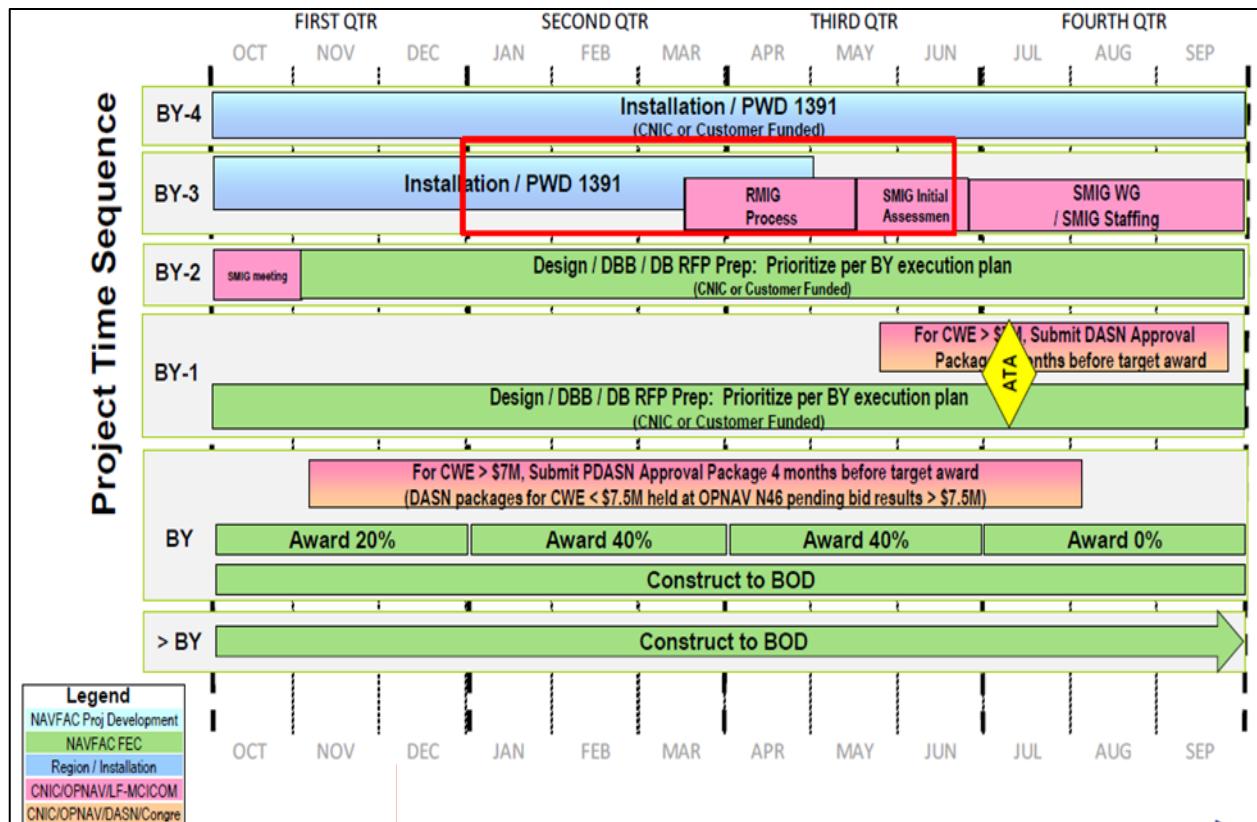 FIRST QTR SECOND QTR THIRD QTR FOURTH QTR
OCT NOV DEC JAN FEB MAR APR MAY JUN JUL AUG SEP
Project Time Sequence
BY-4
Installation / PWD 1391
(CNIC or Customer Funded)
BY-3
Installation / PWD 1391
RMIG
Process
SMIG Initial
Assessmen
SMIG WG
/ SMIG Staffing
BY-2
SMIG meeting
Design / DBB / DB RFP Prep: Prioritize per BY execution plan
(CNIC or Customer Funded)
BY-1
For CWE > $ M, Submit DASN Approval
Packag onths before target award
ATA
Design / DBB / DB RFP Prep: Prioritize per BY execution plan
(CNIC or Customer Funded)
BY
For CWE > $7M, Submit PDASN Approval Package 4 months before target award
(DASN packages for CWE < $7.5M held at OPNAV N46 pending bid results > $7.5M)
Award 20% Award 40% Award 40% Award 0%
Construct to BOD
> BY
Construct to BOD
Legend
NAVFAC Proj Development
NAVFAC FEC
Region / Installation
CNIC/OPNAV/LF-MCICOM
CNIC/OPNAV/DASN/Congre
OCT NOV DEC JAN FEB MAR APR MAY JUN JUL AUG SEP